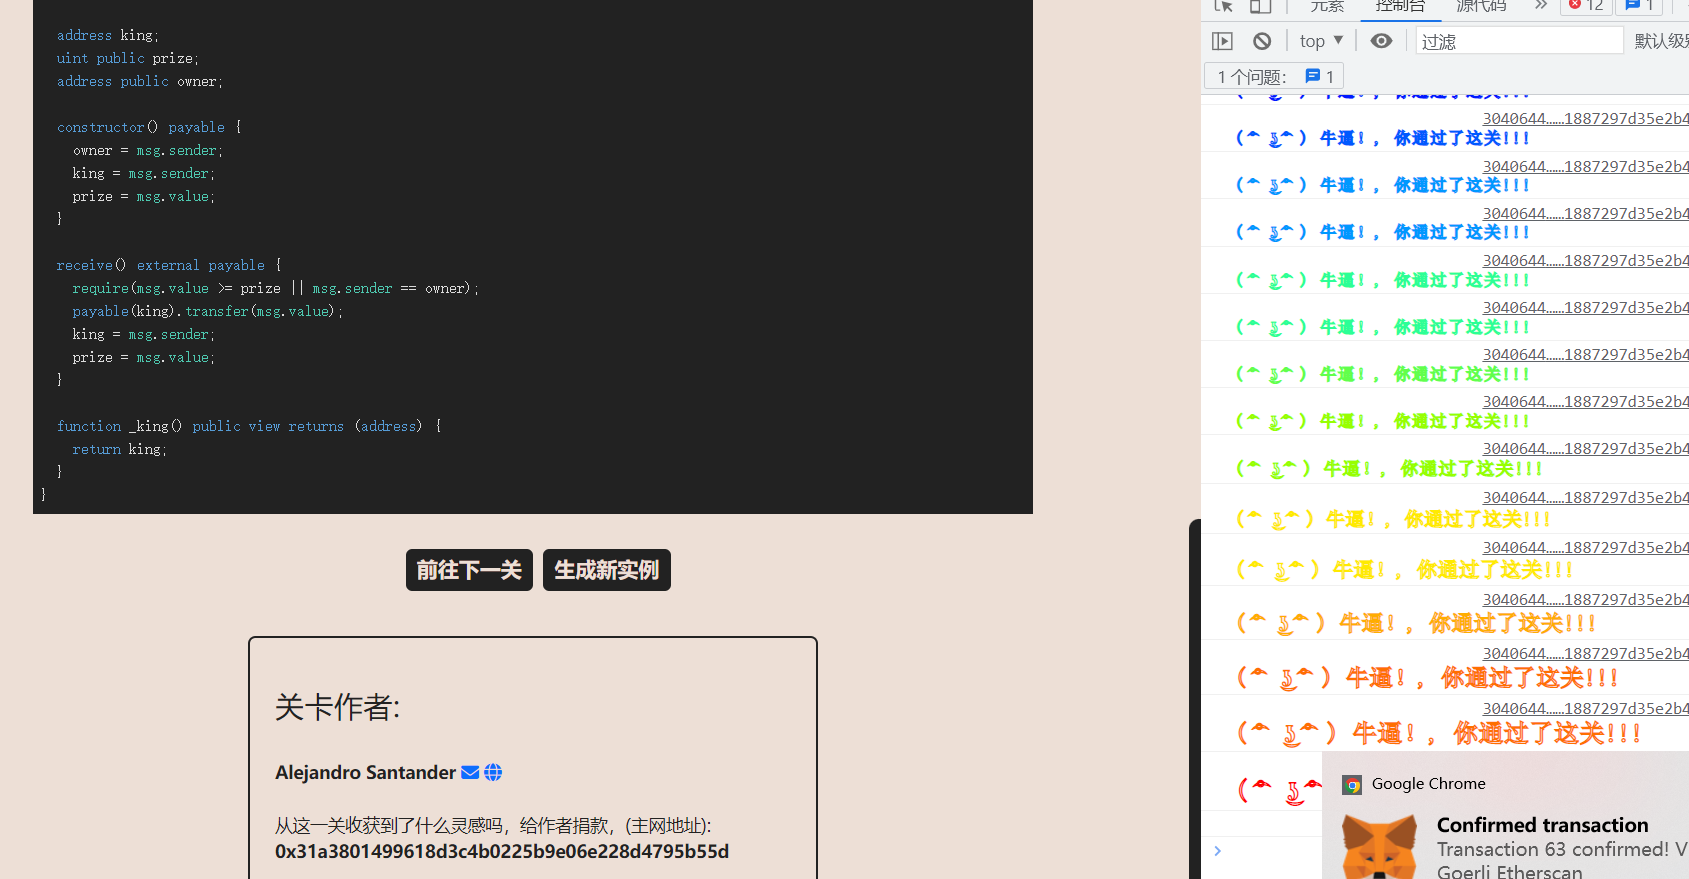 address king;
uint public prize;
address public owner;
constructor() payable {
owner = msg.sender;
king = msg.sender;
prize = msg.value;
}
receive() external payable {
require(msg.value >= prize || msg.sender == owner);
payable(king).transfer(msg.value);
king = msg.sender;
prize = msg.value;
}
function _king() public view returns (address) {
return king;
}
}
前往下一关 生成新实例
关卡作者:
Alejandro Santander
从这一关收获到了什么灵感吗，给作者捐款，(主网地址):
0x31a3801499618d3c4b0225b9e06e228d4795b55d
元素 控制台 源代码 » 12 1
top ▼ 过滤 默认级
1 个问题： 1
( ͡° ͜ʖ ͡°) 牛逼!, 你通过了这关!!!
3040644……1887297d35e2b4
( ͡° ͜ʖ ͡°) 牛逼!, 你通过了这关!!!
3040644……1887297d35e2b4
( ͡° ͜ʖ ͡°) 牛逼!, 你通过了这关!!!
3040644……1887297d35e2b4
( ͡° ͜ʖ ͡°) 牛逼!, 你通过了这关!!!
3040644……1887297d35e2b4
( ͡° ͜ʖ ͡°) 牛逼!, 你通过了这关!!!
3040644……1887297d35e2b4
( ͡° ͜ʖ ͡°) 牛逼!, 你通过了这关!!!
3040644……1887297d35e2b4
( ͡° ͜ʖ ͡°) 牛逼!, 你通过了这关!!!
3040644……1887297d35e2b4
( ͡° ͜ʖ ͡°) 牛逼!, 你通过了这关!!!
3040644……1887297d35e2b4
( ͡° ͜ʖ ͡°) 牛逼!, 你通过了这关!!!
3040644……1887297d35e2b4
( ͡° ͜ʖ ͡°) 牛逼!, 你通过了这关!!!
3040644……1887297d35e2b4
( ͡° ͜ʖ ͡°) 牛逼!, 你通过了这关!!!
3040644……1887297d35e2b4
( ͡° ͜ʖ ͡°) 牛逼!, 你通过了这关!!!
3040644……1887297d35e2b4
( ͡° ͜ʖ ͡°) 牛逼!, 你通过了这关!!!
3040644……1887297d35e2b4
( ͡° ͜ʖ ͡°) 牛逼!, 你通过了这关!!!
Google Chrome
Confirmed transaction
Transaction 63 confirmed! V
Goerli Etherscan